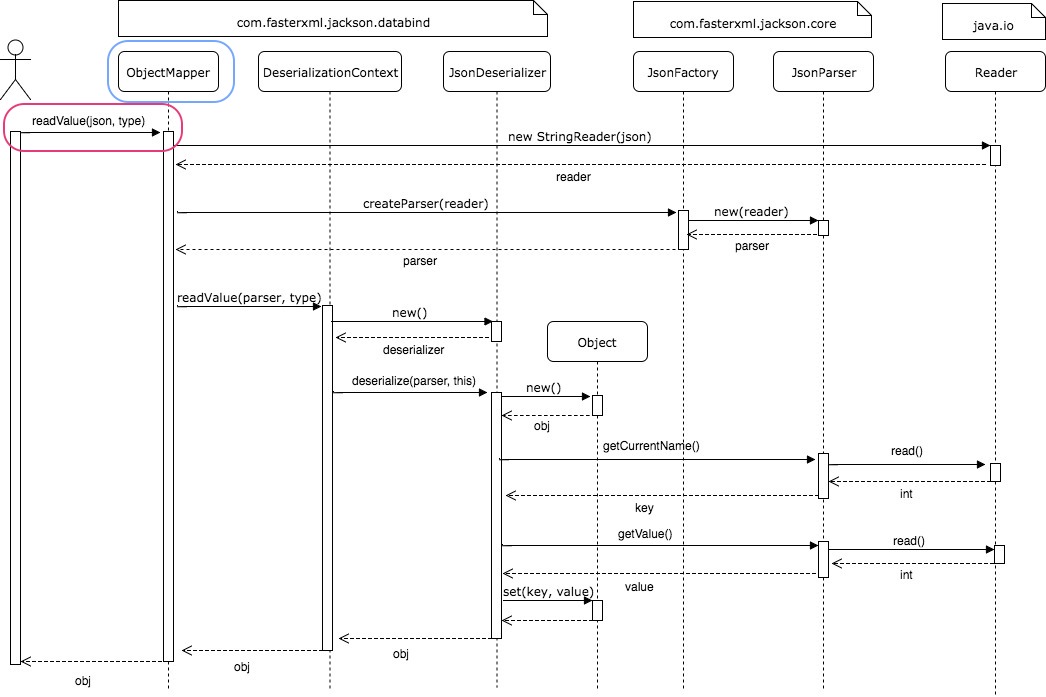 com.fasterxml.jackson.databind
com.fasterxml.jackson.core
java.io
ObjectMapper
DeserializationContext
JsonDeserializer
JsonFactory
JsonParser
Reader
readValue(json, type)
new StringReader(json)
reader
createParser(reader)
new(reader)
parser
parser
readValue(parser, type)
new()
deserializer
Object
deserialize(parser, this)
new()
obj
getCurrentName()
read()
int
key
getValue()
read()
int
value
set(key, value)
obj
obj
obj